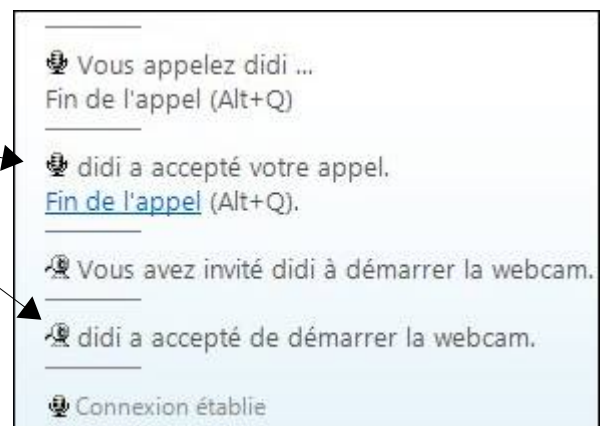 Vous appelez didi ...
Fin de l'appel (Alt+Q)
didi a accepté votre appel.
Fin de l'appel (Alt+Q).
Vous avez invité didi à démarrer la webcam.
didi a accepté de démarrer la webcam.
Connexion établie